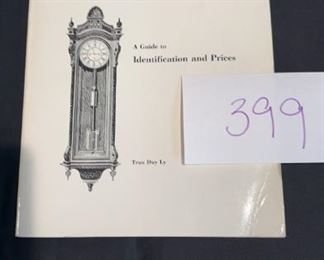 A Guide to
Identification and Prices
399
Tran Duy Ly